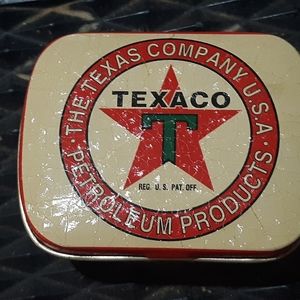 · THE TEXAS COMPANY U.S.A ·
TEXACO
T
REG. U. S. PAT. OFF.
PETROLEUM PRODUCTS